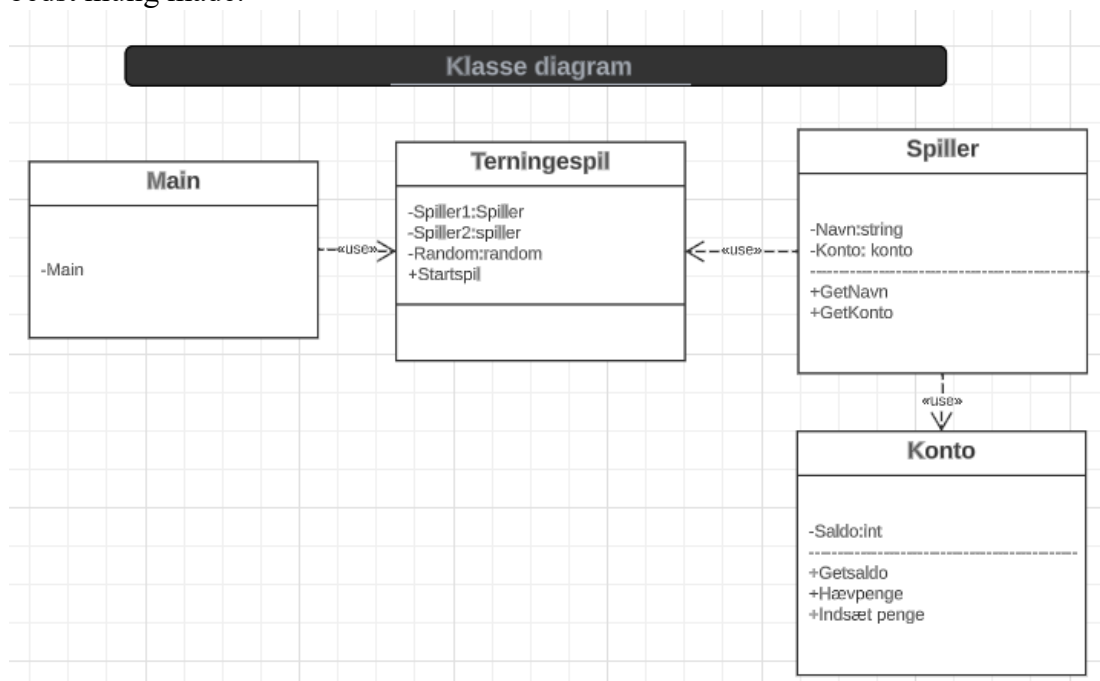 Klasse diagram
Main
-Main
«use»
Terningespil
-Spiller1:Spiller
-Spiller2:spiller
-Random:random
+Startspil
«use»
Spiller
-Navn:string
-Konto: konto
+GetNavn
+GetKonto
«use»
Konto
-Saldo:int
+Getsaldo
+Hævpenge
+Indsæt penge